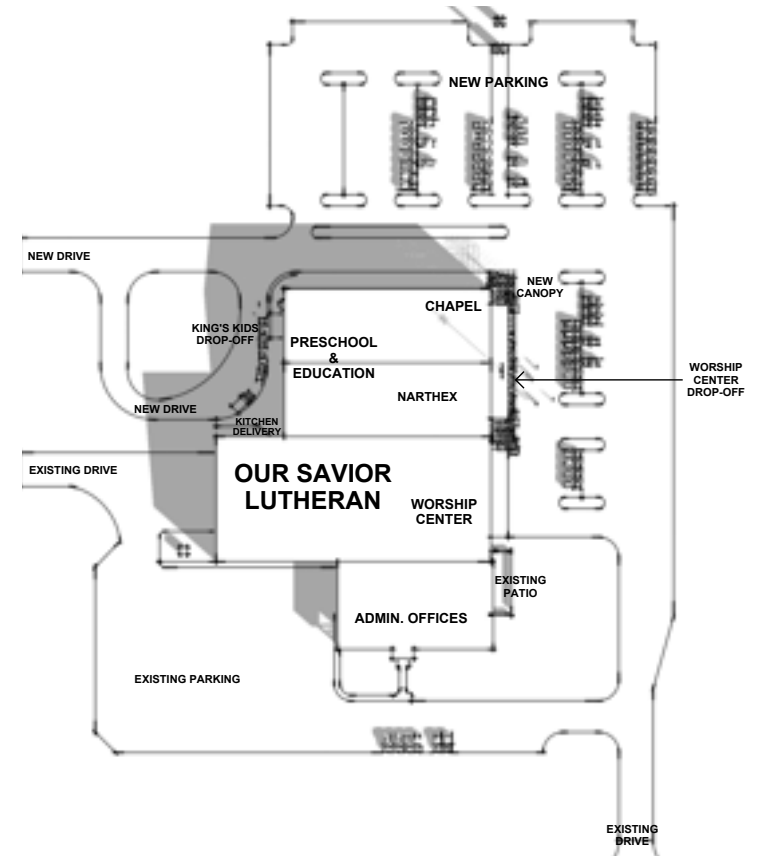 NEW PARKING
NEW DRIVE
NEW
CANOPY
CHAPEL
KING'S KIDS
DROP-OFF
PRESCHOOL
&
EDUCATION
WORSHIP
CENTER
DROP-OFF
NARTHEX
NEW DRIVE
KITCHEN
DELIVERY
EXISTING DRIVE
OUR SAVIOR
LUTHERAN
WORSHIP
CENTER
EXISTING
PATIO
ADMIN. OFFICES
EXISTING PARKING
EXISTING
DRIVE